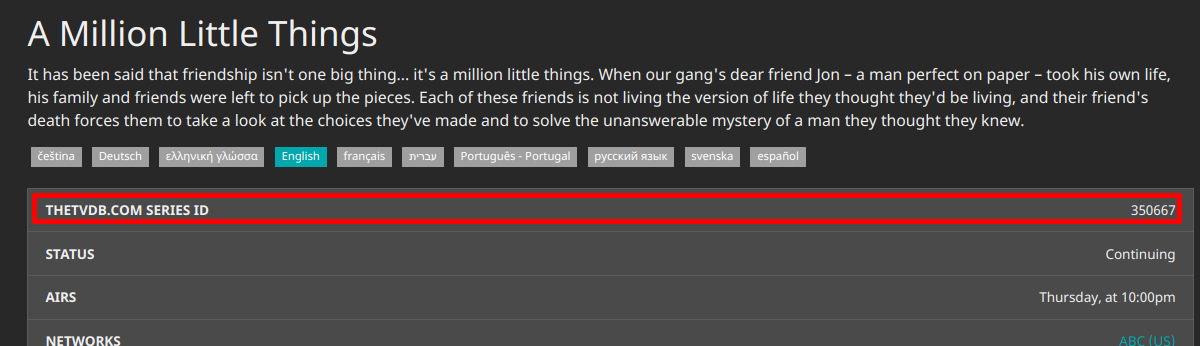 A Million Little Things
It has been said that friendship isn't one big thing... it's a million little things. When our gang's dear friend Jon – a man perfect on paper – took his own life,
his family and friends were left to pick up the pieces. Each of these friends is not living the version of life they thought they'd be living, and their friend's
death forces them to take a look at the choices they've made and to solve the unanswerable mystery of a man they thought they knew.
čeština Deutsch ελληνική γλώσσα English français עברית Português - Portugal русский язык svenska español
THETVDB.COM SERIES ID 350667
STATUS Continuing
AIRS Thursday, at 10:00pm
NETWORKS ABC (US)